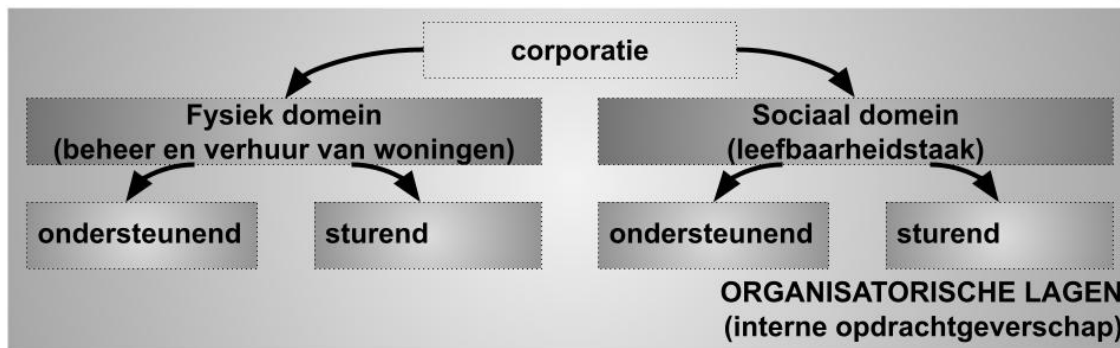 corporatie
Fysiek domein
(beheer en verhuur van woningen)
Sociaal domein
(leefbaarheidstaak)
ondersteunend
sturend
ondersteunend
sturend
ORGANISATORISCHE LAGEN
(interne opdrachtgeverschap)